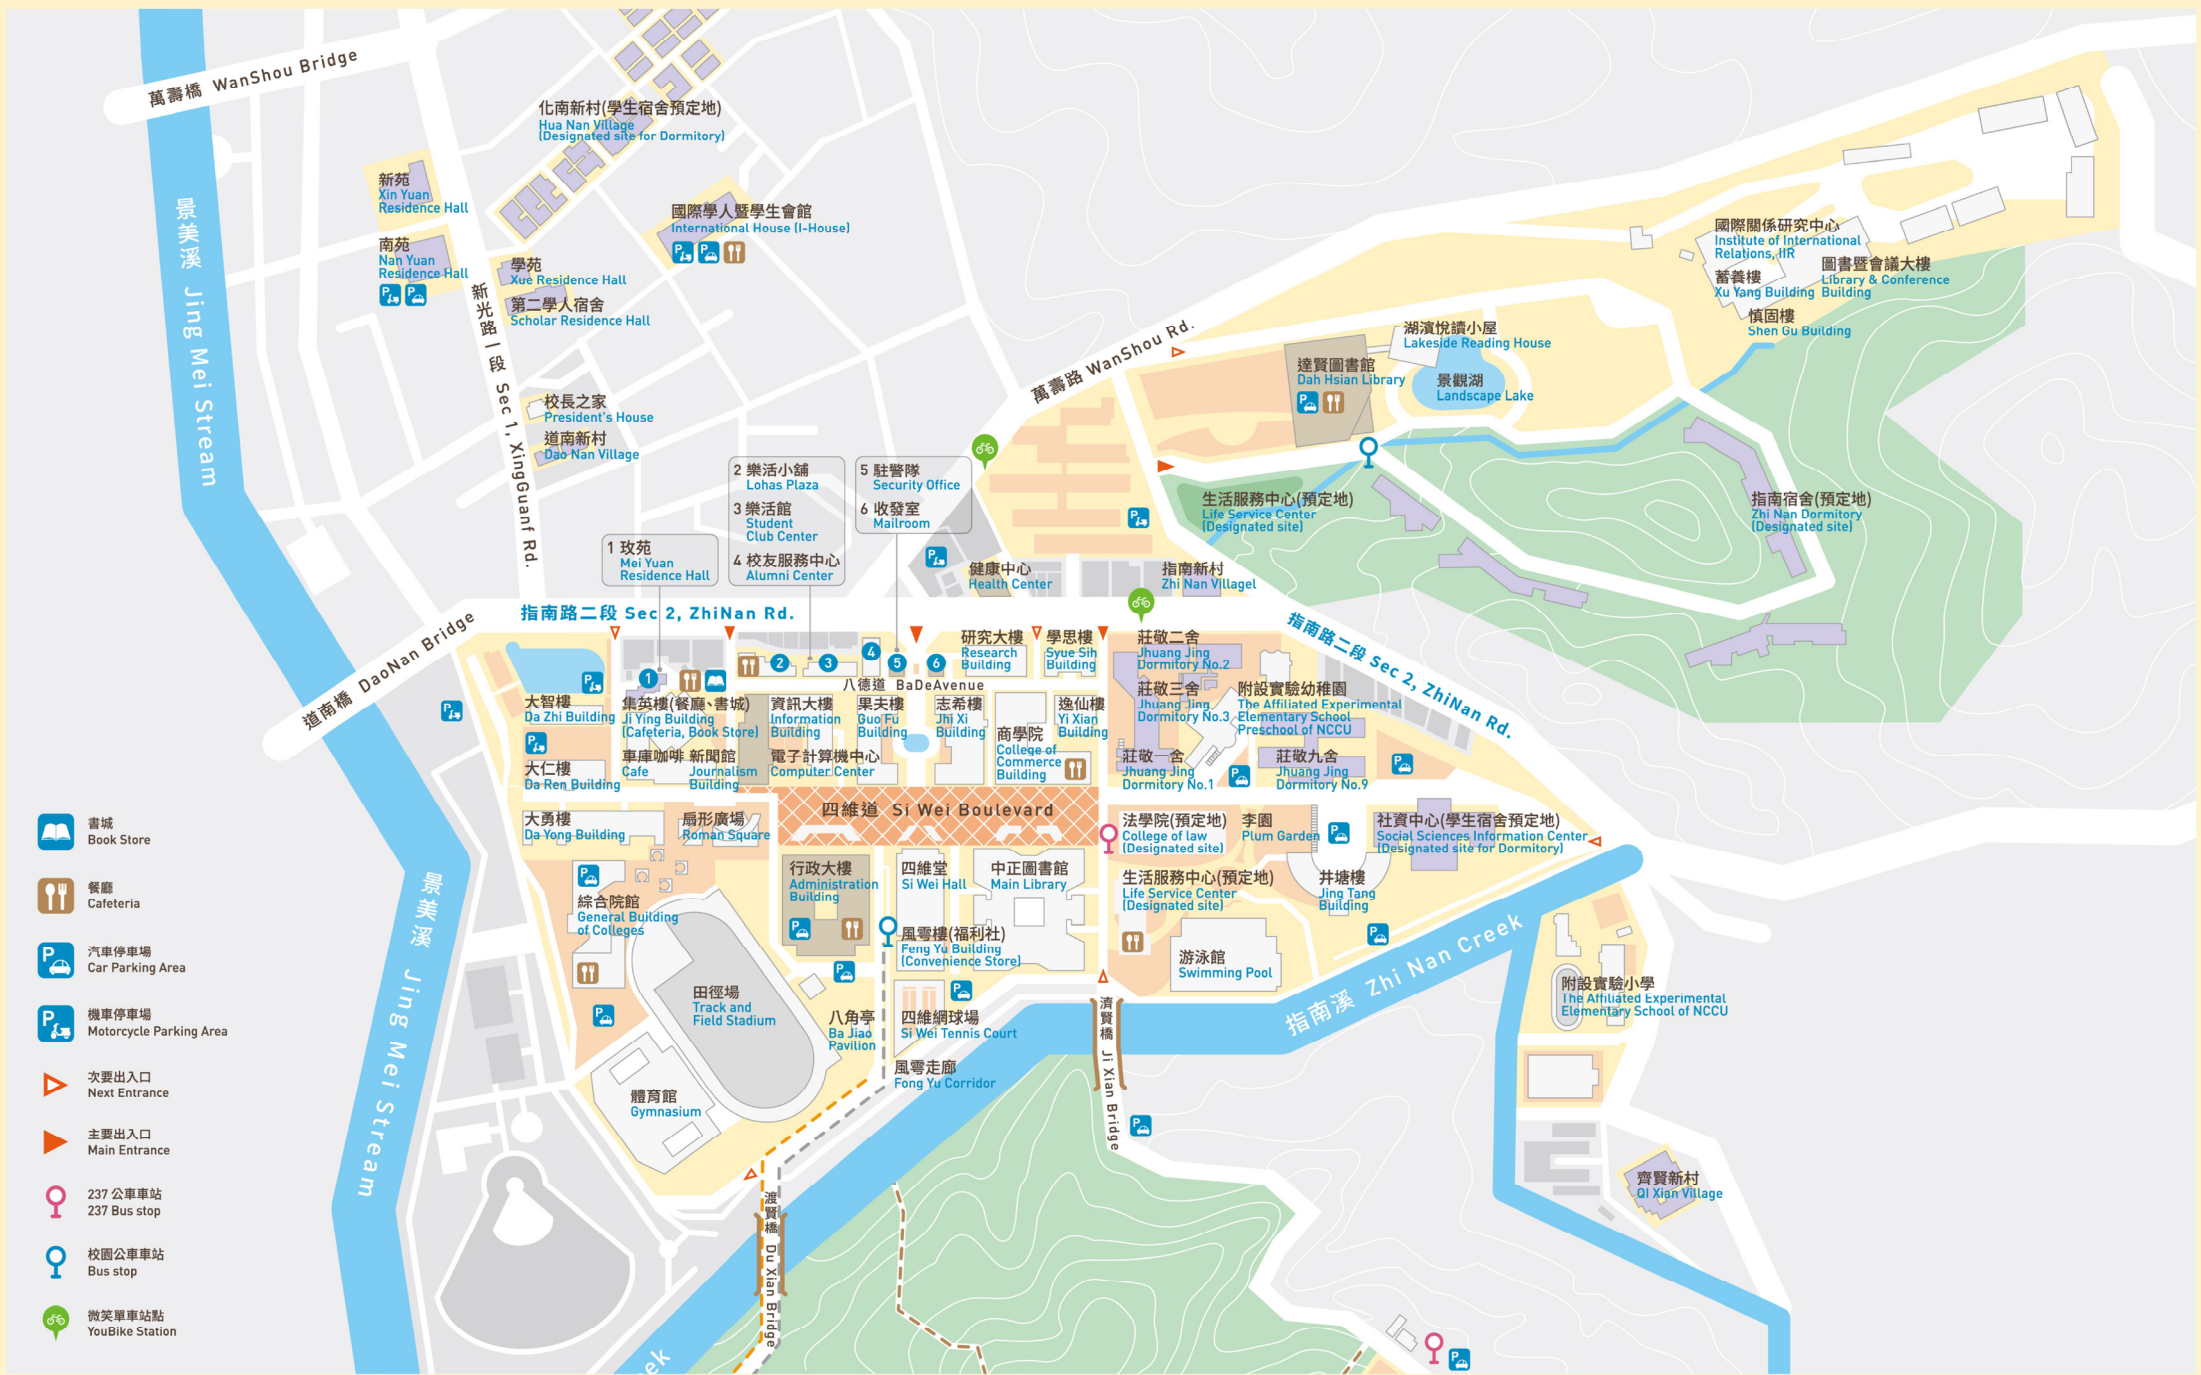 萬壽橋 WanShou Bridge
化南新村(學生宿舍預定地)
Hua Nan Village
(Designated site for Dormitory)
新苑
Xin Yuan
Residence Hall
南苑
Nan Yuan
Residence Hall
國際學人暨學生會館
International House (I-House)
學苑
Xue Residence Hall
第二學人宿舍
Scholar Residence Hall
景美溪 Jing Mei Stream
新光路一段 Sec 1, XingGuanf Rd.
校長之家
President's House
道南新村
Dao Nan Village
國際關係研究中心
Institute of International
Relations, IIR
蓄養樓
Xu Yang Building
圖書暨會議大樓
Library & Conference
Building
慎固樓
Shen Gu Building
萬壽路 WanShou Rd.
湖濱悅讀小屋
Lakeside Reading House
達賢圖書館
Dah Hsian Library
景觀湖
Landscape Lake
生活服務中心(預定地)
Life Service Center
(Designated site)
指南宿舍(預定地)
Zhi Nan Dormitory
(Designated site)
1 玫苑
Mei Yuan
Residence Hall
2 樂活小舖
Lohas Plaza
3 樂活館
Student
Club Center
4 校友服務中心
Alumni Center
5 駐警隊
Security Office
6 收發室
Mailroom
健康中心
Health Center
指南新村
Zhi Nan Villagel
指南路二段 Sec 2, ZhiNan Rd.
指南路二段 Sec 2, ZhiNan Rd.
道南橋 DaoNan Bridge
1
2
3
4
5
6
研究大樓
Research
Building
學思樓
Syue Sih
Building
莊敬二舍
Jhuang Jing
Dormitory No.2
八德道 BaDeAvenue
大智樓
Da Zhi Building
集英樓(餐廳、書城)
Ji Ying Building
(Cafeteria, Book Store)
資訊大樓
Information
Building
果夫樓
Guo Fu
Building
志希樓
Jhi Xi
Building
商學院
College of
Commerce
Building
逸仙樓
Yi Xian
Building
莊敬三舍
Jhuang Jing
Dormitory No.3
附設實驗幼稚園
The Affiliated Experimental
Elementary School
Preschool of NCCU
大仁樓
Da Ren Building
車庫咖啡
Cafe
新聞館
Journalism
Building
電子計算機中心
Computer Center
莊敬一舍
Jhuang Jing
Dormitory No.1
莊敬九舍
Jhuang Jing
Dormitory No.9
四維道 Si Wei Boulevard
大勇樓
Da Yong Building
扇形廣場
Roman Square
法學院(預定地)
College of law
(Designated site)
李園
Plum Garden
社資中心(學生宿舍預定地)
Social Sciences Information Center
(Designated site for Dormitory)
行政大樓
Administration
Building
四維堂
Si Wei Hall
中正圖書館
Main Library
生活服務中心(預定地)
Life Service Center
(Designated site)
井塘樓
Jing Tang
Building
綜合院館
General Building
of Colleges
風雩樓(福利社)
Feng Yu Building
(Convenience Store)
游泳館
Swimming Pool
田徑場
Track and
Field Stadium
八角亭
Ba Jiao
Pavilion
四維網球場
Si Wei Tennis Court
風雩走廊
Fong Yu Corridor
指南溪 Zhi Nan Creek
濟賢橋 Ji Xian Bridge
附設實驗小學
The Affiliated Experimental
Elementary School of NCCU
體育館
Gymnasium
景美溪 Jing Mei Stream
渡賢橋 Du Xian Bridge
齊賢新村
QI Xian Village
ek
書城
Book Store
餐廳
Cafeteria
汽車停車場
Car Parking Area
機車停車場
Motorcycle Parking Area
次要出入口
Next Entrance
主要出入口
Main Entrance
237 公車車站
237 Bus stop
校園公車車站
Bus stop
微笑單車站點
YouBike Station